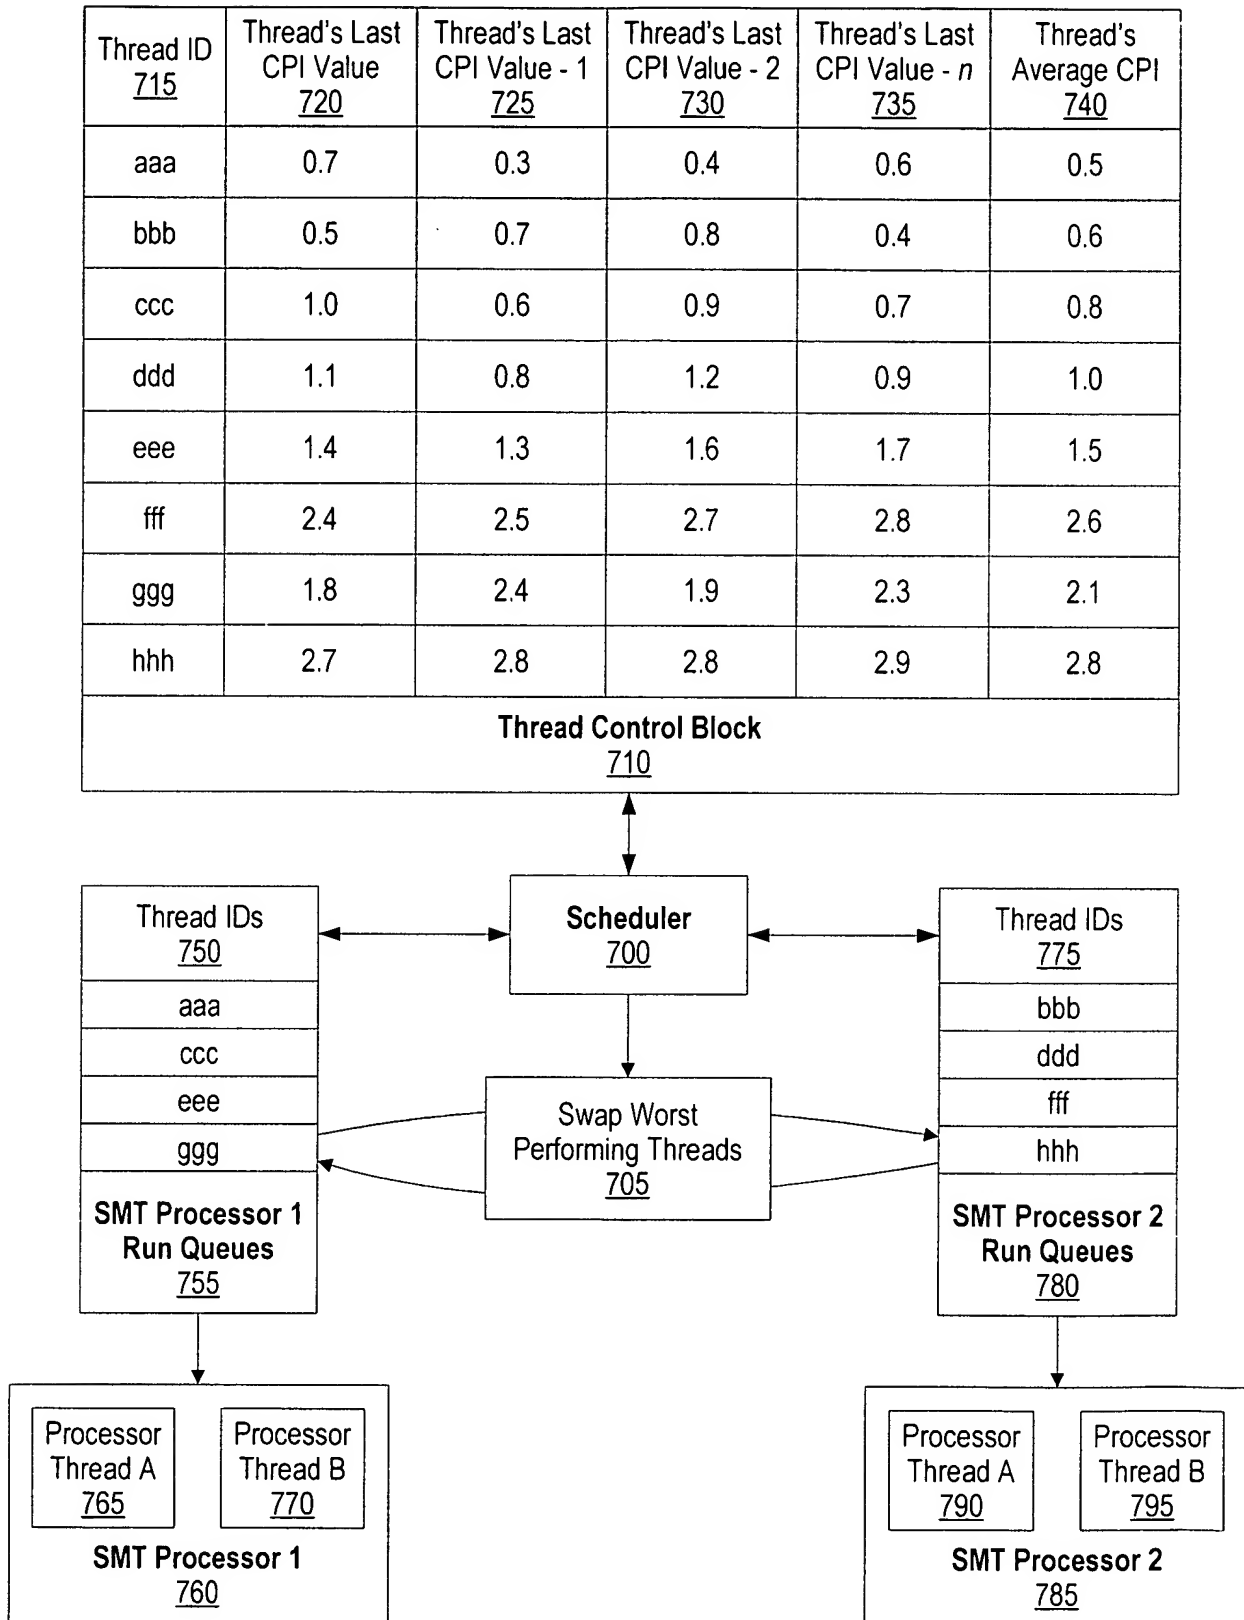 Thread ID
715
Thread's Last
CPI Value
720
Thread's Last
CPI Value - 1
725
Thread's Last
CPI Value - 2
730
Thread's Last
CPI Value - n
735
Thread's
Average CPI
740
aaa 0.7 0.3 0.4 0.6 0.5
bbb 0.5 0.7 0.8 0.4 0.6
ccc 1.0 0.6 0.9 0.7 0.8
ddd 1.1 0.8 1.2 0.9 1.0
eee 1.4 1.3 1.6 1.7 1.5
fff 2.4 2.5 2.7 2.8 2.6
ggg 1.8 2.4 1.9 2.3 2.1
hhh 2.7 2.8 2.8 2.9 2.8
Thread Control Block
710
Thread IDs
750
aaa
ccc
eee
ggg
SMT Processor 1
Run Queues
755
Scheduler
700
Swap Worst
Performing Threads
705
Thread IDs
775
bbb
ddd
fff
hhh
SMT Processor 2
Run Queues
780
Processor
Thread A
765
Processor
Thread B
770
SMT Processor 1
760
Processor
Thread A
790
Processor
Thread B
795
SMT Processor 2
785